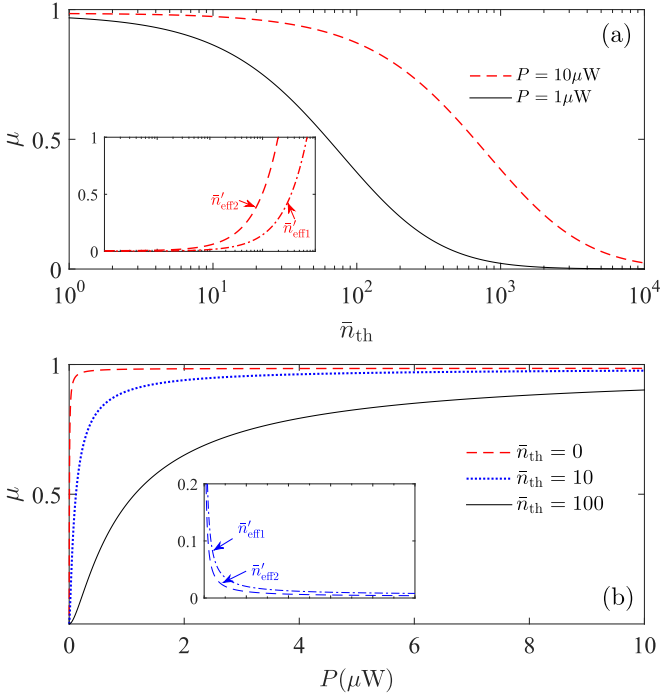 1
(a)
P = 10μW
P = 1μW
μ
0.5
1
0.5
0
n̄′eff2
n̄′eff1
0
10⁰
10¹
10²
10³
10⁴
n̄th
1
μ
0.5
n̄th = 0
n̄th = 10
n̄th = 100
0.2
0.1
0
n̄′eff1
n̄′eff2
(b)
0
2
4
6
8
10
P(μW)